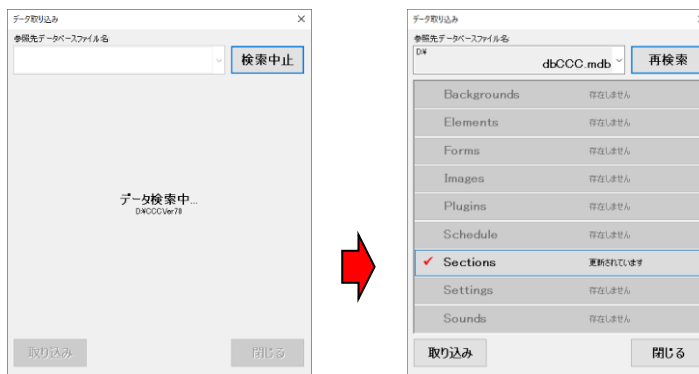 データ取り込み
×
参照先データベースファイル名
検索中止
データ検索中...
D:¥CCCVer78
取り込み
閉じる
データ取り込み
参照先データベースファイル名
D:¥
dbCCC.mdb
再検索
Backgrounds 存在しません
Elements 存在しません
Forms 存在しません
Images 存在しません
Plugins 存在しません
Schedule 存在しません
✓ Sections 更新されています
Settings 存在しません
Sounds 存在しません
取り込み
閉じる